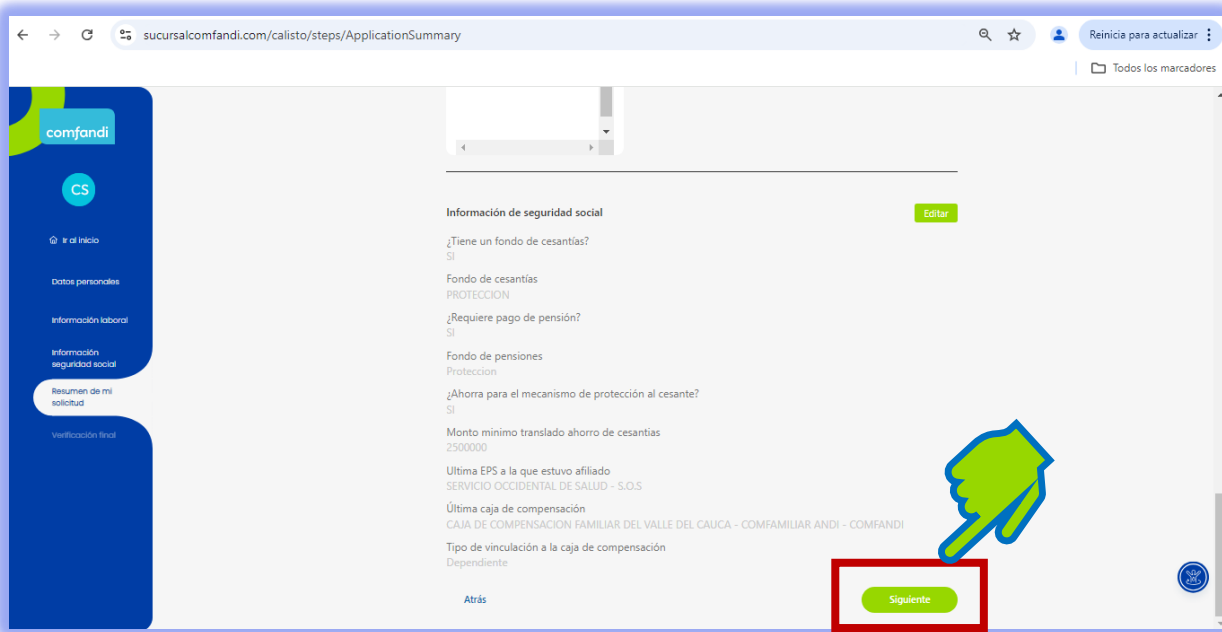 sucursalcomfandi.com/calisto/steps/ApplicationSummary
Reinicia para actualizar
Todos los marcadores
comfandi
CS
Ir al inicio
Datos personales
Información laboral
Información
seguridad social
Resumen de mi
solicitud
Verificación final
Información de seguridad social
Editar
¿Tiene un fondo de cesantías?
SI
Fondo de cesantías
PROTECCION
¿Requiere pago de pensión?
SI
Fondo de pensiones
Proteccion
¿Ahorra para el mecanismo de protección al cesante?
SI
Monto minimo translado ahorro de cesantias
2500000
Ultima EPS a la que estuvo afiliado
SERVICIO OCCIDENTAL DE SALUD - S.O.S
Última caja de compensación
CAJA DE COMPENSACION FAMILIAR DEL VALLE DEL CAUCA - COMFAMILIAR ANDI - COMFANDI
Tipo de vinculación a la caja de compensación
Dependiente
Atrás
Siguiente